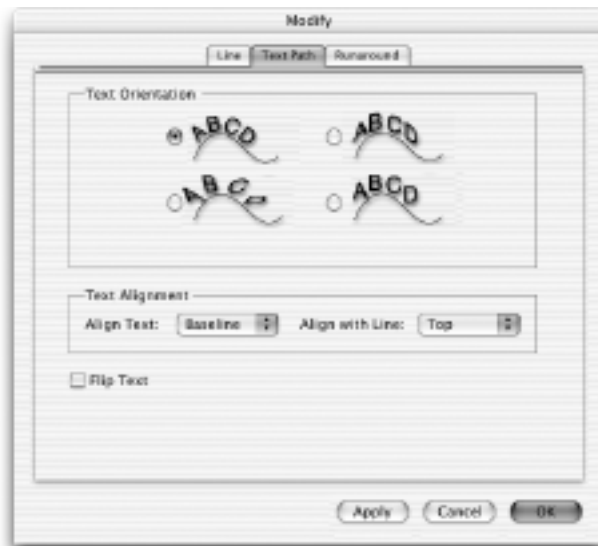 Modify
Line Text Path Runaround
Text Orientation
ABCD ABCD
ABCD ABCD
Text Alignment
Align Text: Baseline Align with Line: Top
Flip Text
Apply Cancel OK